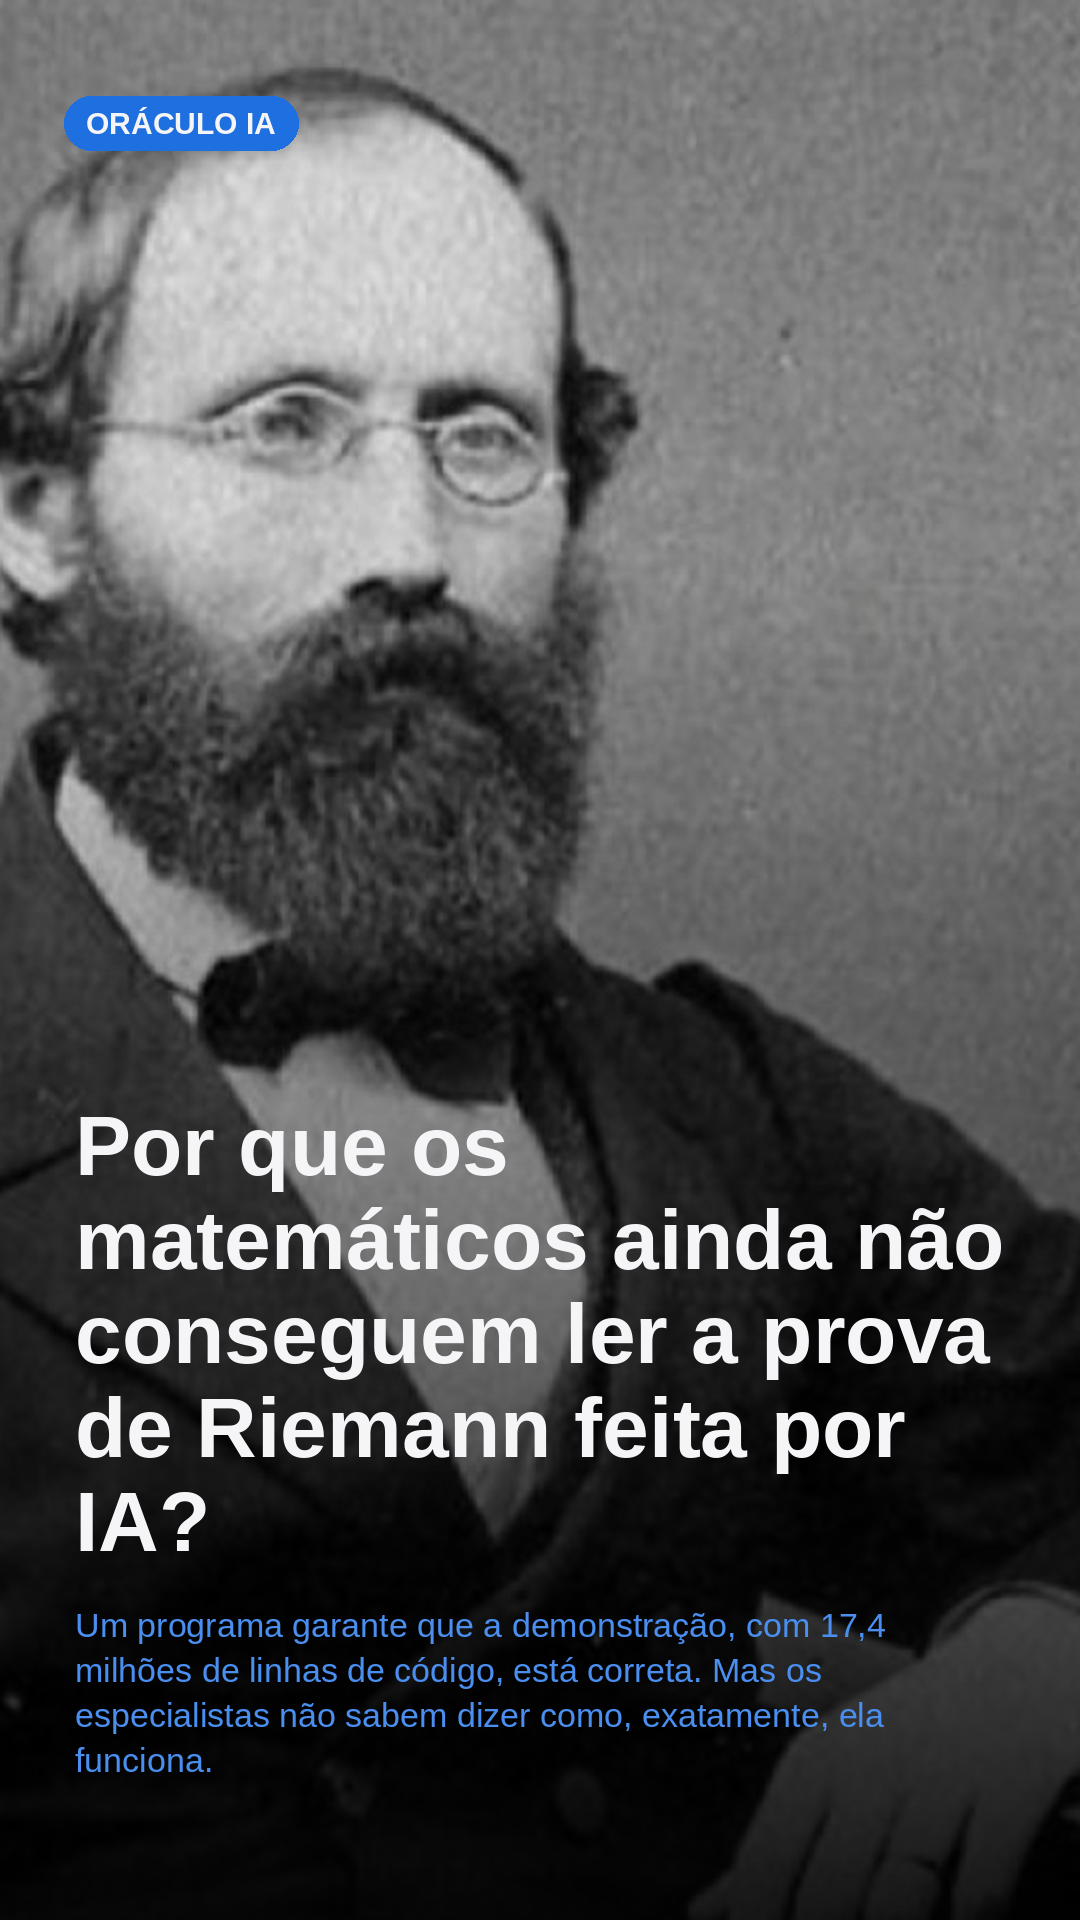 ORÁCULO IA
Por que os
matemáticos ainda não
conseguem ler a prova
de Riemann feita por
IA?
Um programa garante que a demonstração, com 17,4
milhões de linhas de código, está correta. Mas os
especialistas não sabem dizer como, exatamente, ela
funciona.